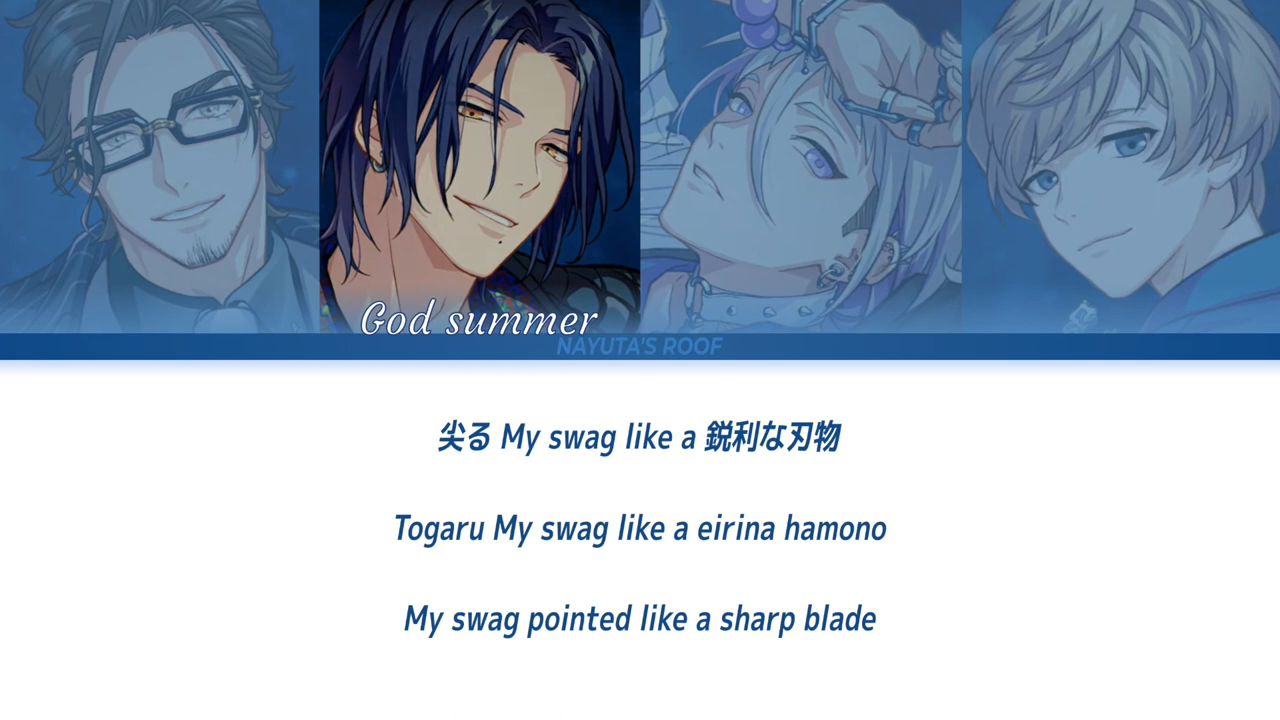 God summer
NAYUTA'S ROOF
尖る My swag like a 鋭利な刃物
Togaru My swag like a eirina hamono
My swag pointed like a sharp blade